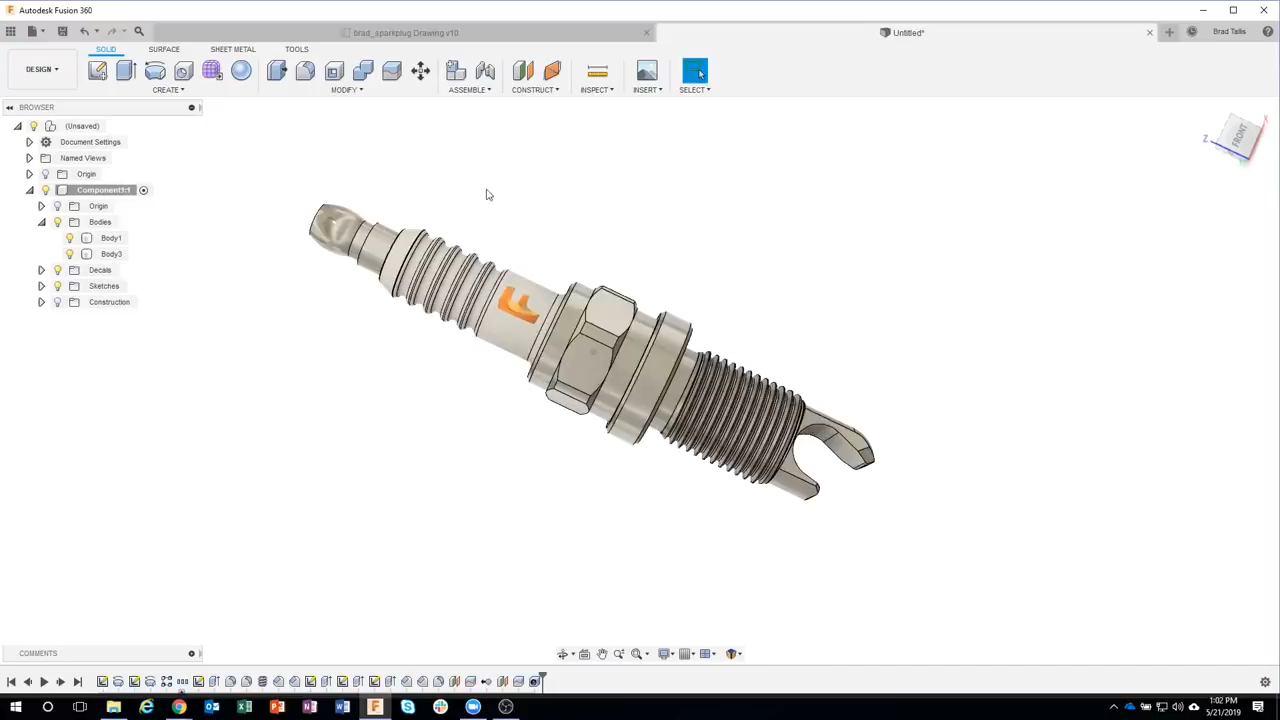 Autodesk Fusion 360
brad_sparkplug Drawing v10
Untitled*
Brad Tallis
DESIGN
SOLID
SURFACE
SHEET METAL
TOOLS
CREATE
MODIFY
ASSEMBLE
CONSTRUCT
INSPECT
INSERT
SELECT
BROWSER
(Unsaved)
Document Settings
Named Views
Origin
Component3:1
Origin
Bodies
Body1
Body3
Decals
Sketches
Construction
FRONT
Z
X
F
COMMENTS
1:02 PM
5/21/2019